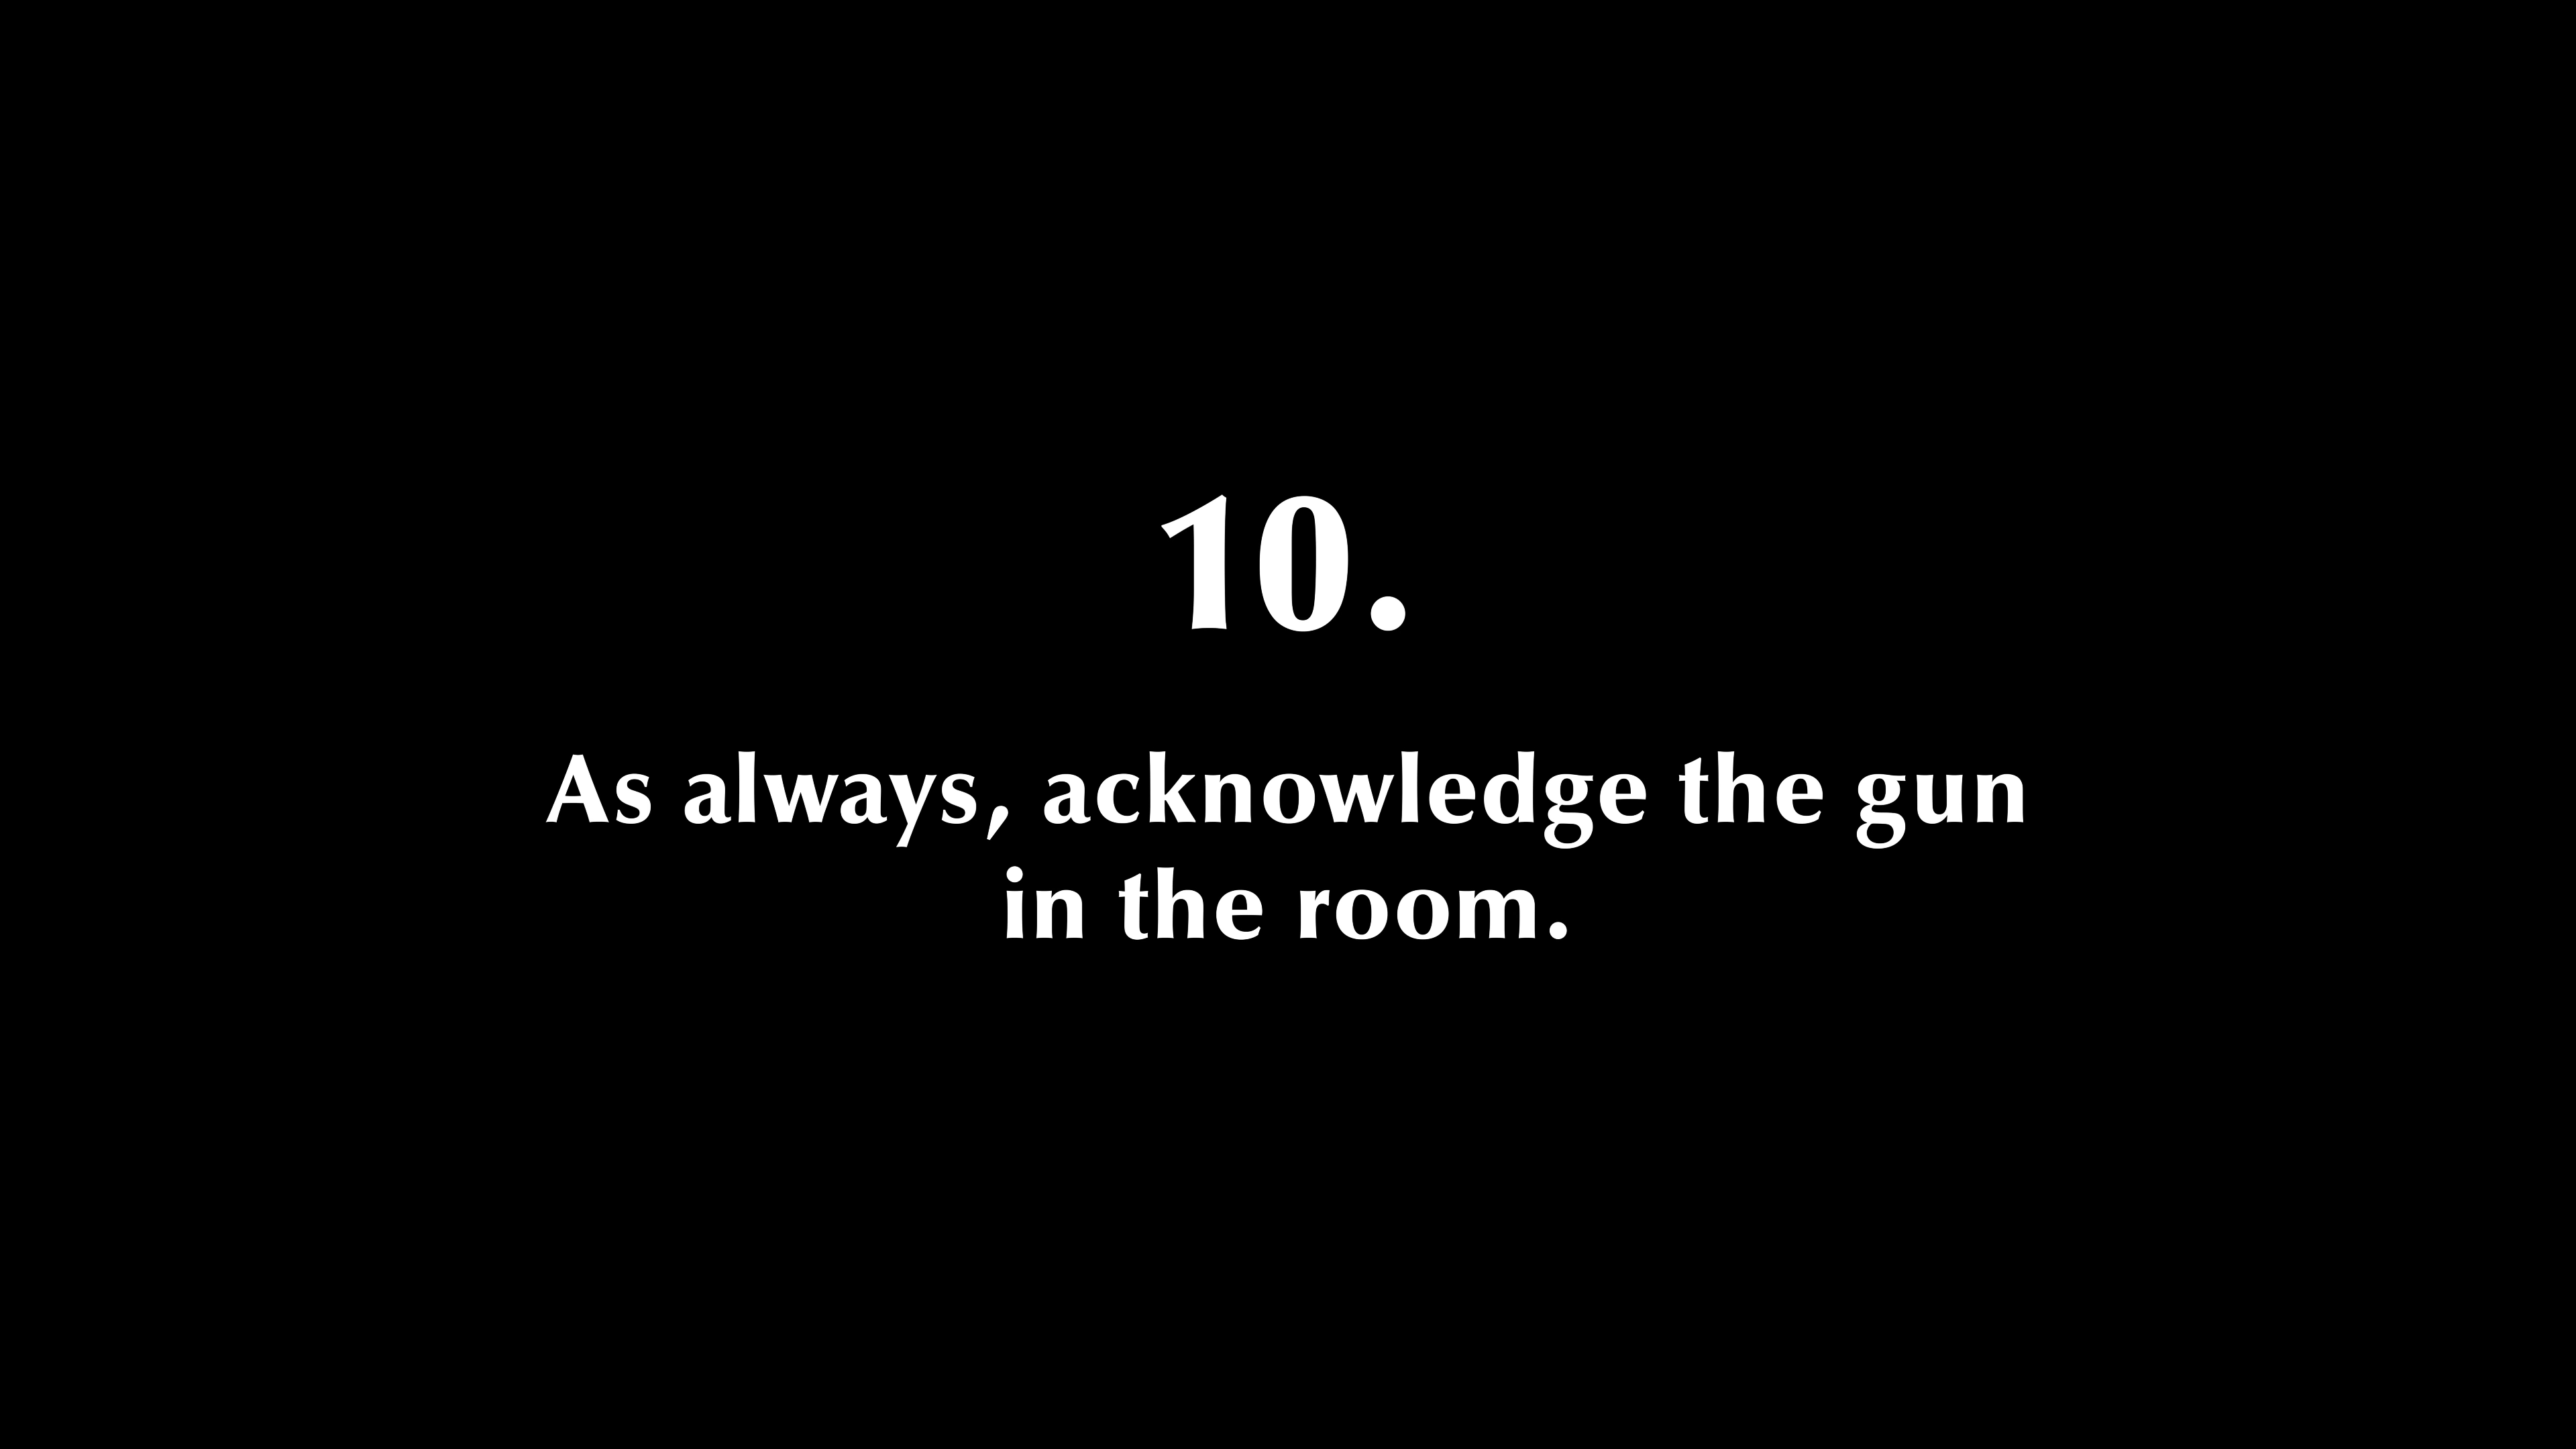 10.
As always, acknowledge the gun
in the room.